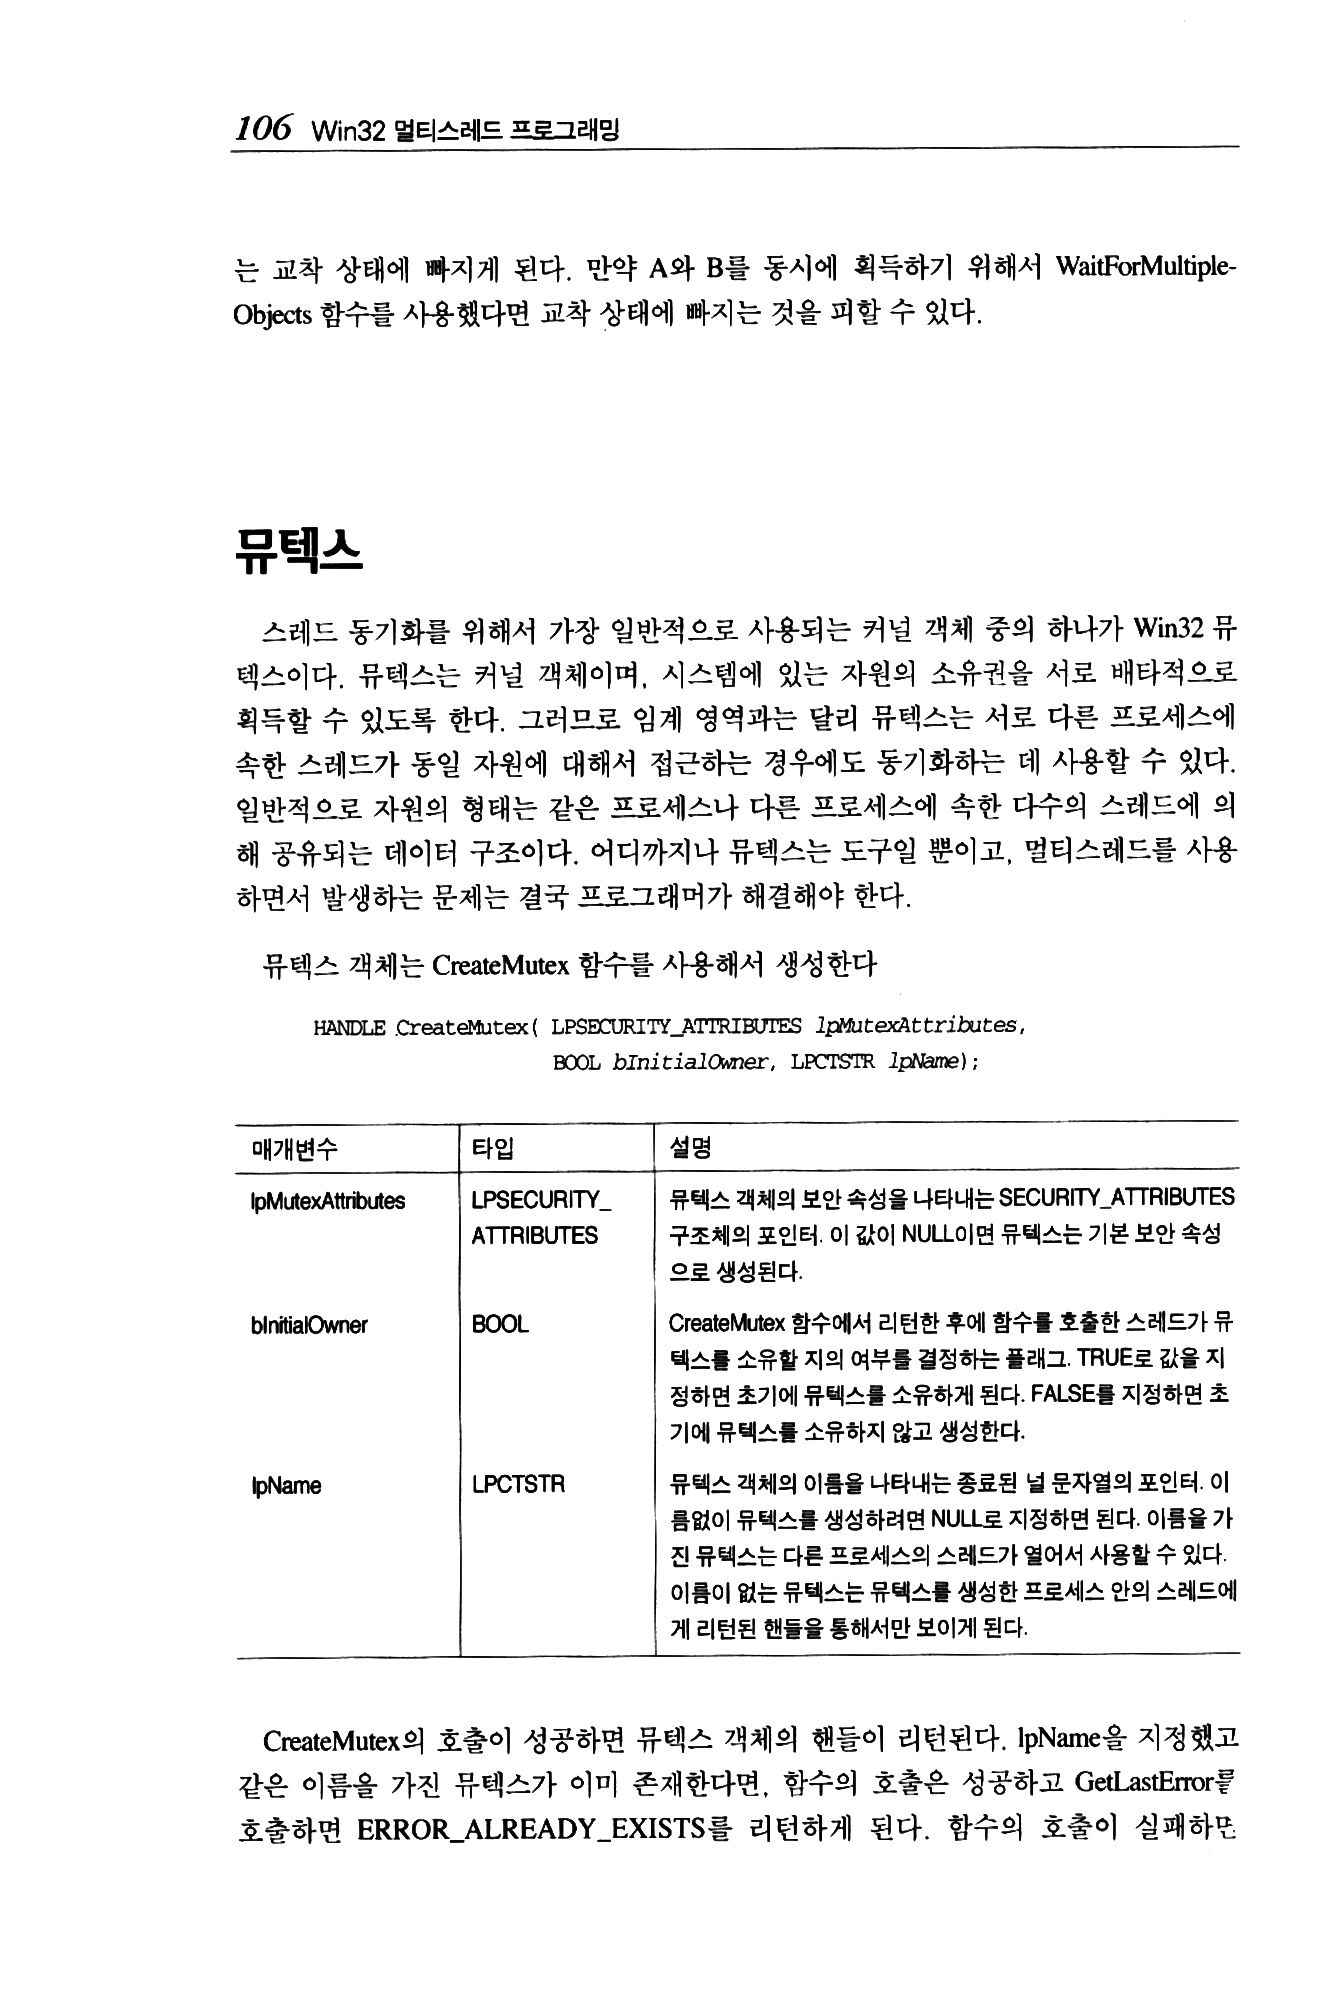 106 Win32 멀티스레드 프로그래밍
는 교착 상태에 빠지게 된다. 만약 A와 B를 동시에 획득하기 위해서 WaitForMultiple-
Objects 함수를 사용했다면 교착 상태에 빠지는 것을 피할 수 있다.
뮤텍스
스레드 동기화를 위해서 가장 일반적으로 사용되는 커널 객체 중의 하나가 Win32 뮤
텍스이다. 뮤텍스는 커널 객체이며, 시스템에 있는 자원의 소유권을 서로 배타적으로
획득할 수 있도록 한다. 그러므로 임계 영역과는 달리 뮤텍스는 서로 다른 프로세스에
속한 스레드가 동일 자원에 대해서 접근하는 경우에도 동기화하는 데 사용할 수 있다.
일반적으로 자원의 형태는 같은 프로세스나 다른 프로세스에 속한 다수의 스레드에 의
해 공유되는 데이터 구조이다. 어디까지나 뮤텍스는 도구일 뿐이고, 멀티스레드를 사용
하면서 발생하는 문제는 결국 프로그래머가 해결해야 한다.
뮤텍스 객체는 CreateMutex 함수를 사용해서 생성한다
HANDLE CreateMutex( LPSECURITY_ATTRIBUTES lpMutexAttributes,
BOOL bInitialOwner, LPCTSTR lpName);
매개변수 타입 설명
lpMutexAttributes LPSECURITY_ 뮤텍스 객체의 보안 속성을 나타내는 SECURITY_ATTRIBUTES
ATTRIBUTES 구조체의 포인터. 이 값이 NULL이면 뮤텍스는 기본 보안 속성
으로 생성된다.
bInitialOwner BOOL CreateMutex 함수에서 리턴한 후에 함수를 호출한 스레드가 뮤
텍스를 소유할 지의 여부를 결정하는 플래그. TRUE로 값을 지
정하면 초기에 뮤텍스를 소유하게 된다. FALSE를 지정하면 초
기에 뮤텍스를 소유하지 않고 생성한다.
lpName LPCTSTR 뮤텍스 객체의 이름을 나타내는 종료된 널 문자열의 포인터. 이
름없이 뮤텍스를 생성하려면 NULL로 지정하면 된다. 이름을 가
진 뮤텍스는 다른 프로세스의 스레드가 열어서 사용할 수 있다.
이름이 없는 뮤텍스는 뮤텍스를 생성한 프로세스 안의 스레드에
게 리턴된 핸들을 통해서만 보이게 된다.
CreateMutex의 호출이 성공하면 뮤텍스 객체의 핸들이 리턴된다. lpName을 지정했고
같은 이름을 가진 뮤텍스가 이미 존재한다면, 함수의 호출은 성공하고 GetLastError를
호출하면 ERROR_ALREADY_EXISTS를 리턴하게 된다. 함수의 호출이 실패하면